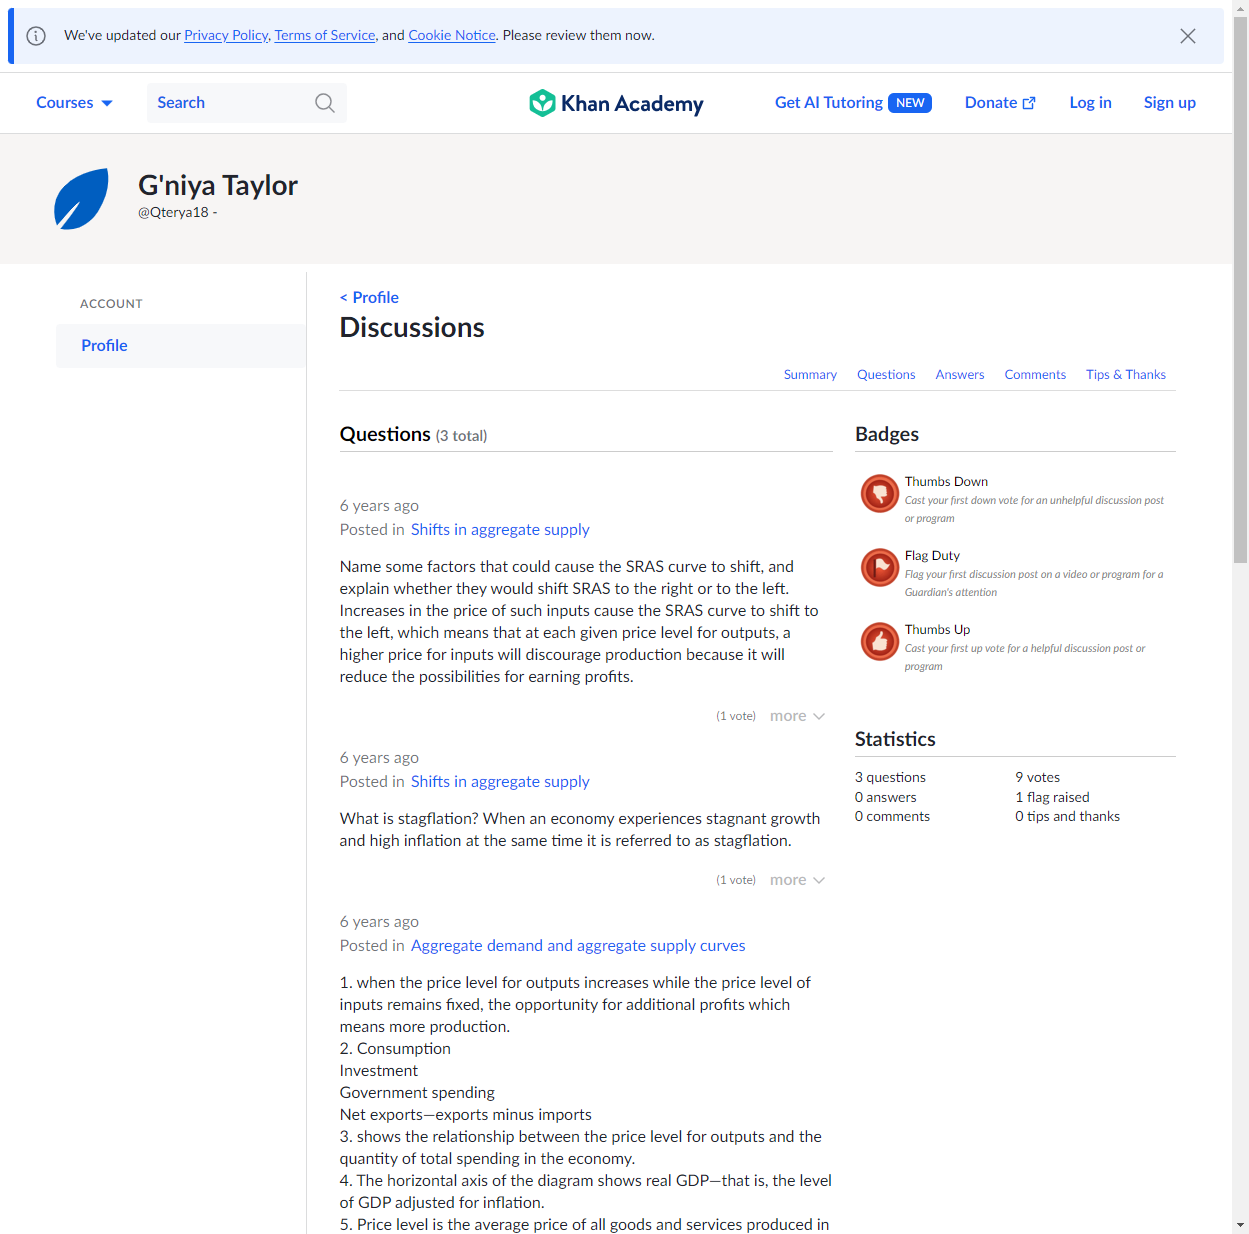 We've updated our Privacy Policy, Terms of Service, and Cookie Notice. Please review them now.
Courses
Search
Khan Academy
Get AI Tutoring NEW
Donate
Log in
Sign up
G'niya Taylor
@Qterya18 -
ACCOUNT
Profile
< Profile
Discussions
Summary Questions Answers Comments Tips & Thanks
Questions (3 total)
6 years ago
Posted in Shifts in aggregate supply
Name some factors that could cause the SRAS curve to shift, and
explain whether they would shift SRAS to the right or to the left.
Increases in the price of such inputs cause the SRAS curve to shift to
the left, which means that at each given price level for outputs, a
higher price for inputs will discourage production because it will
reduce the possibilities for earning profits.
(1 vote) more
6 years ago
Posted in Shifts in aggregate supply
What is stagflation? When an economy experiences stagnant growth
and high inflation at the same time it is referred to as stagflation.
(1 vote) more
6 years ago
Posted in Aggregate demand and aggregate supply curves
1. when the price level for outputs increases while the price level of
inputs remains fixed, the opportunity for additional profits which
means more production.
2. Consumption
Investment
Government spending
Net exports—exports minus imports
3. shows the relationship between the price level for outputs and the
quantity of total spending in the economy.
4. The horizontal axis of the diagram shows real GDP—that is, the level
of GDP adjusted for inflation.
5. Price level is the average price of all goods and services produced in
Badges
Thumbs Down
Cast your first down vote for an unhelpful discussion post
or program
Flag Duty
Flag your first discussion post on a video or program for a
Guardian's attention
Thumbs Up
Cast your first up vote for a helpful discussion post or
program
Statistics
3 questions
0 answers
0 comments
9 votes
1 flag raised
0 tips and thanks